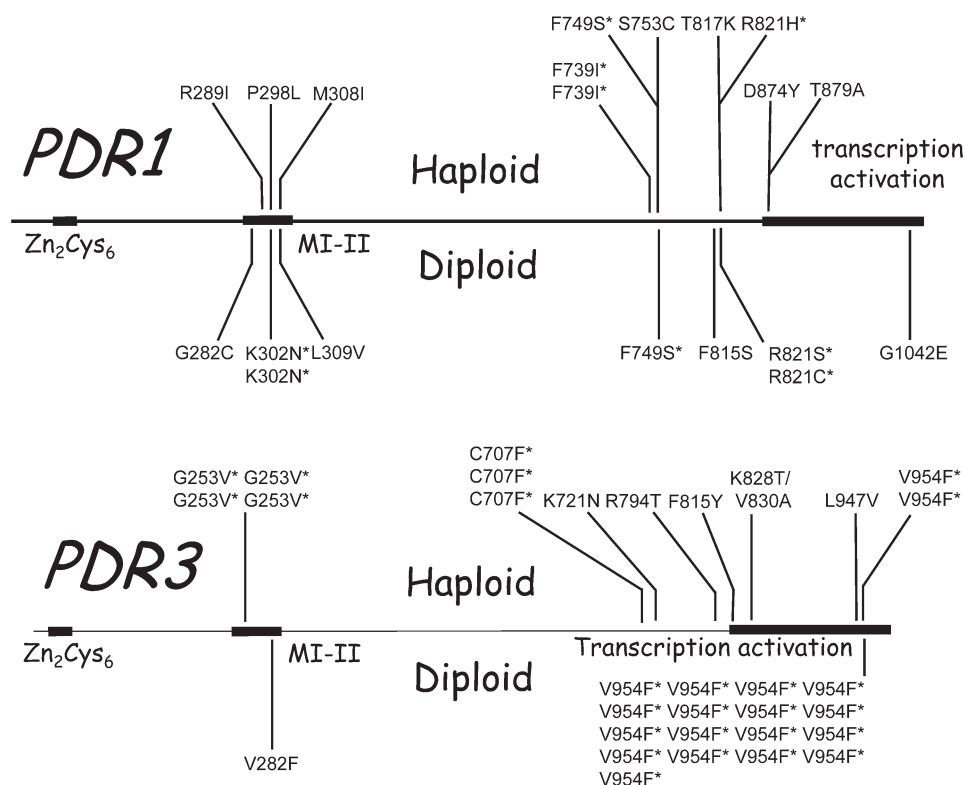 F749S* S753C T817K R821H*
F739I*
F739I*
R289I P298L M308I
D874Y T879A
PDR1
Haploid
transcription
activation
Zn₂Cys₆
MI-II
Diploid
G282C K302N* L309V
K302N*
F749S* F815S R821S* G1042E
R821C*
C707F*
C707F*
C707F*
G253V* G253V*
G253V* G253V*
K721N R794T F815Y
K828T/
V830A
L947V
V954F*
V954F*
PDR3
Haploid
Zn₂Cys₆
MI-II
Transcription activation
Diploid
V954F* V954F* V954F* V954F*
V954F* V954F* V954F* V954F*
V954F* V954F* V954F* V954F*
V954F* V954F* V954F* V954F*
V954F*
V282F